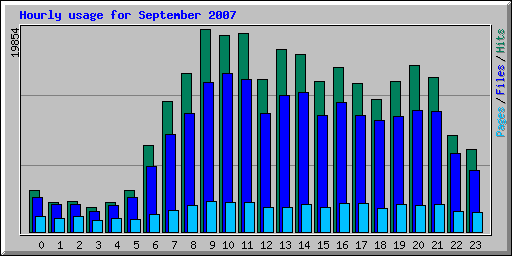 Hourly usage for September 2007
19854
Pages/Files/Hits
0 1 2 3 4 5 6 7 8 9 10 11 12 13 14 15 16 17 18 19 20 21 22 23